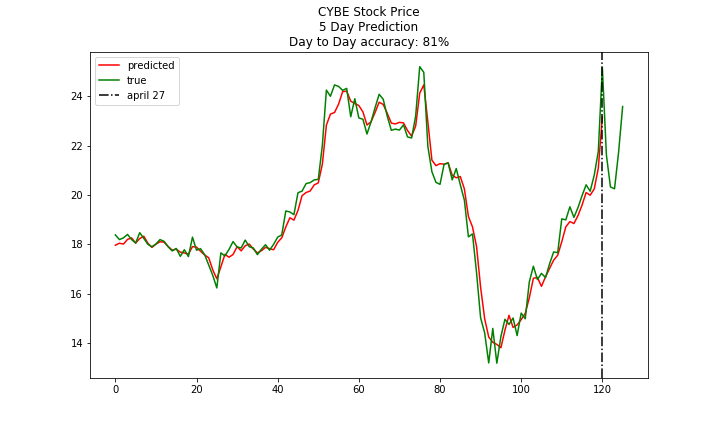 CYBE Stock Price
5 Day Prediction
Day to Day accuracy: 81%
predicted
true
april 27
24
22
20
18
16
14
0
20
40
60
80
100
120